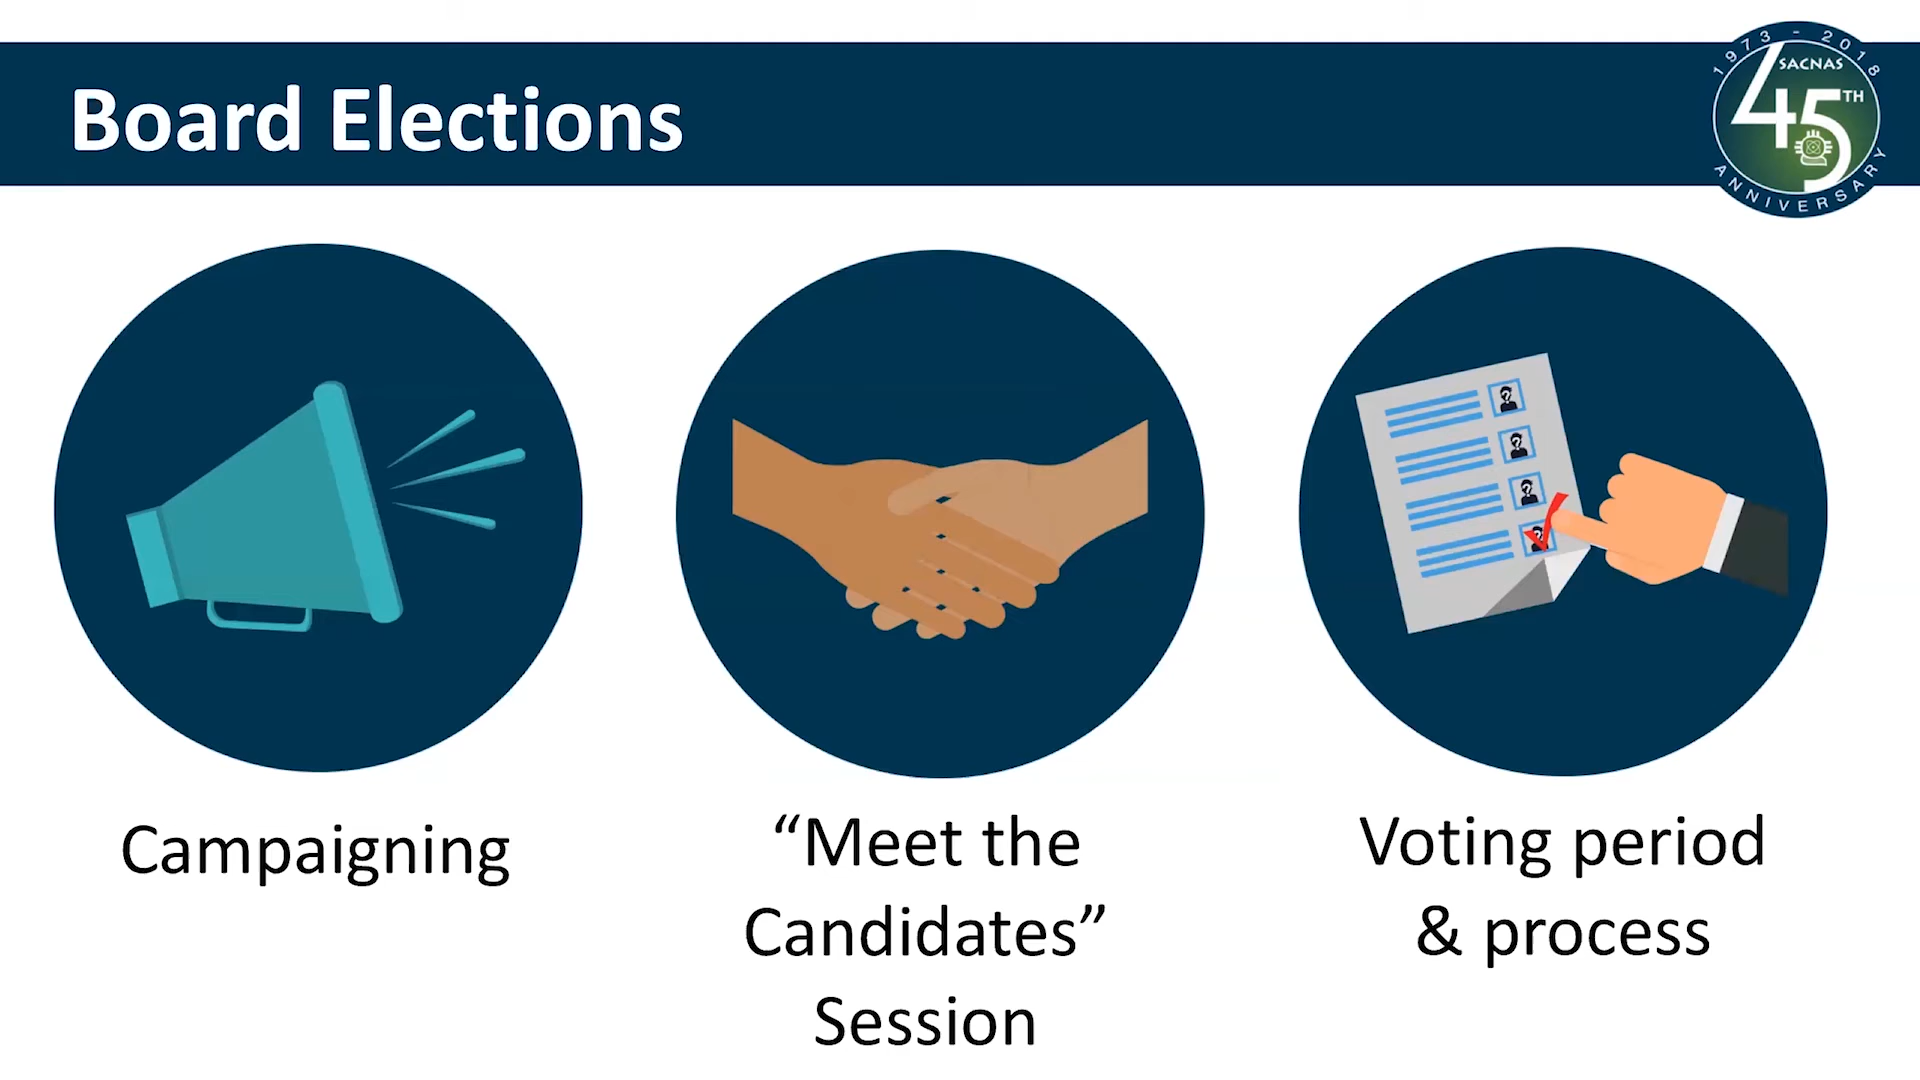 Board Elections
1973 - 2018
SACNAS
45TH
ANNIVERSARY
Campaigning
“Meet the
Candidates”
Session
Voting period
& process